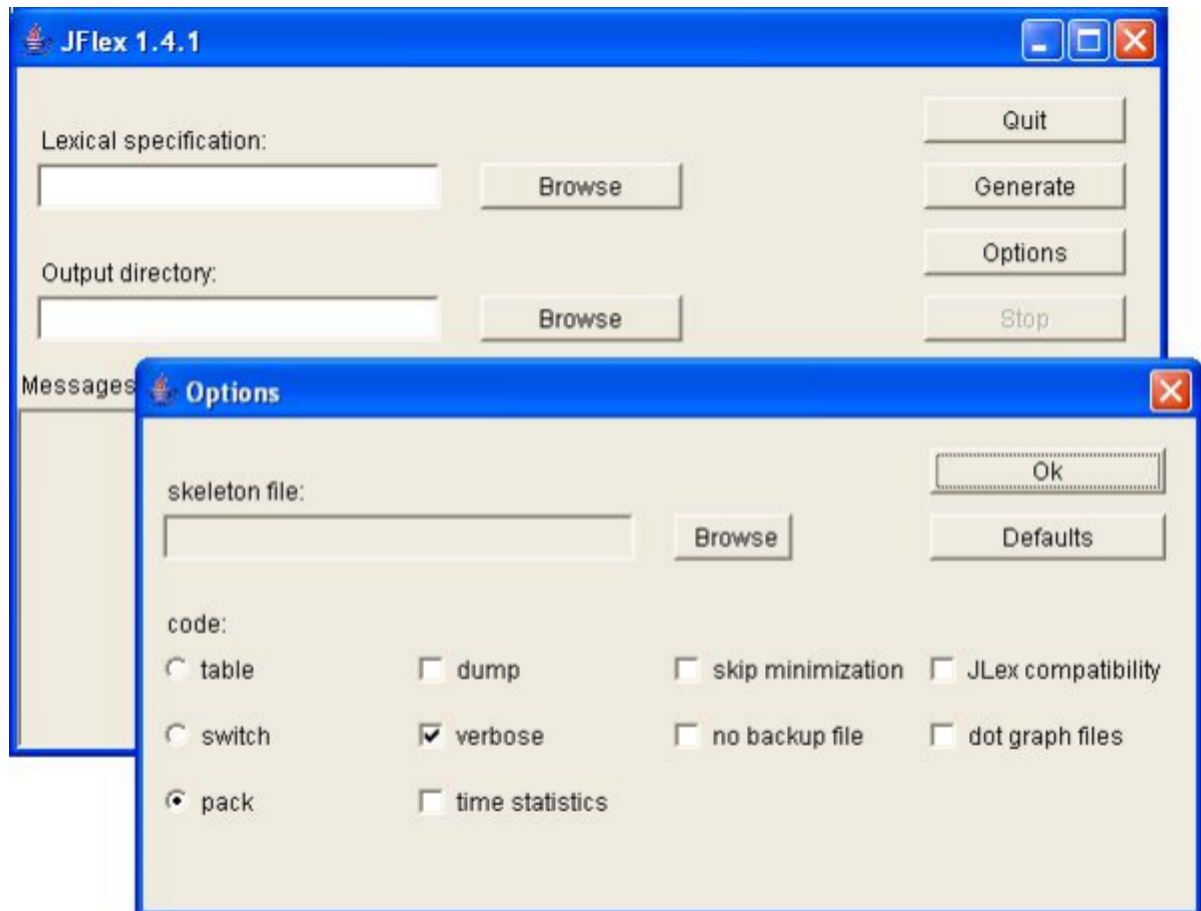 JFlex 1.4.1
Quit
Lexical specification:
Browse
Generate
Options
Output directory:
Browse
Stop
Messages
Options
Ok
skeleton file:
Browse
Defaults
code:
table dump skip minimization JLex compatibility
switch verbose no backup file dot graph files
pack time statistics